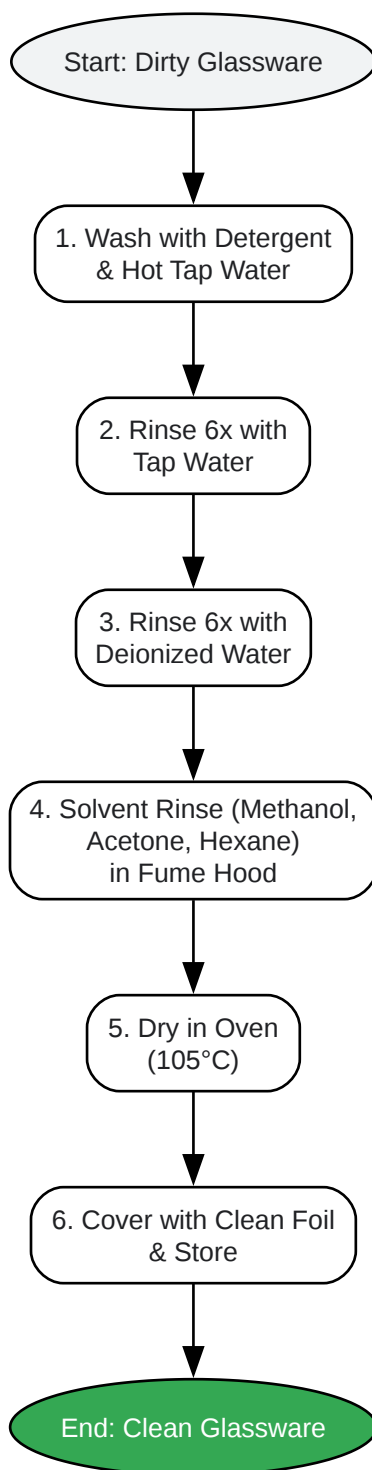 Start: Dirty Glassware
1. Wash with Detergent
& Hot Tap Water
2. Rinse 6x with
Tap Water
3. Rinse 6x with
Deionized Water
4. Solvent Rinse (Methanol,
Acetone, Hexane)
in Fume Hood
5. Dry in Oven
(105°C)
6. Cover with Clean Foil
& Store
End: Clean Glassware